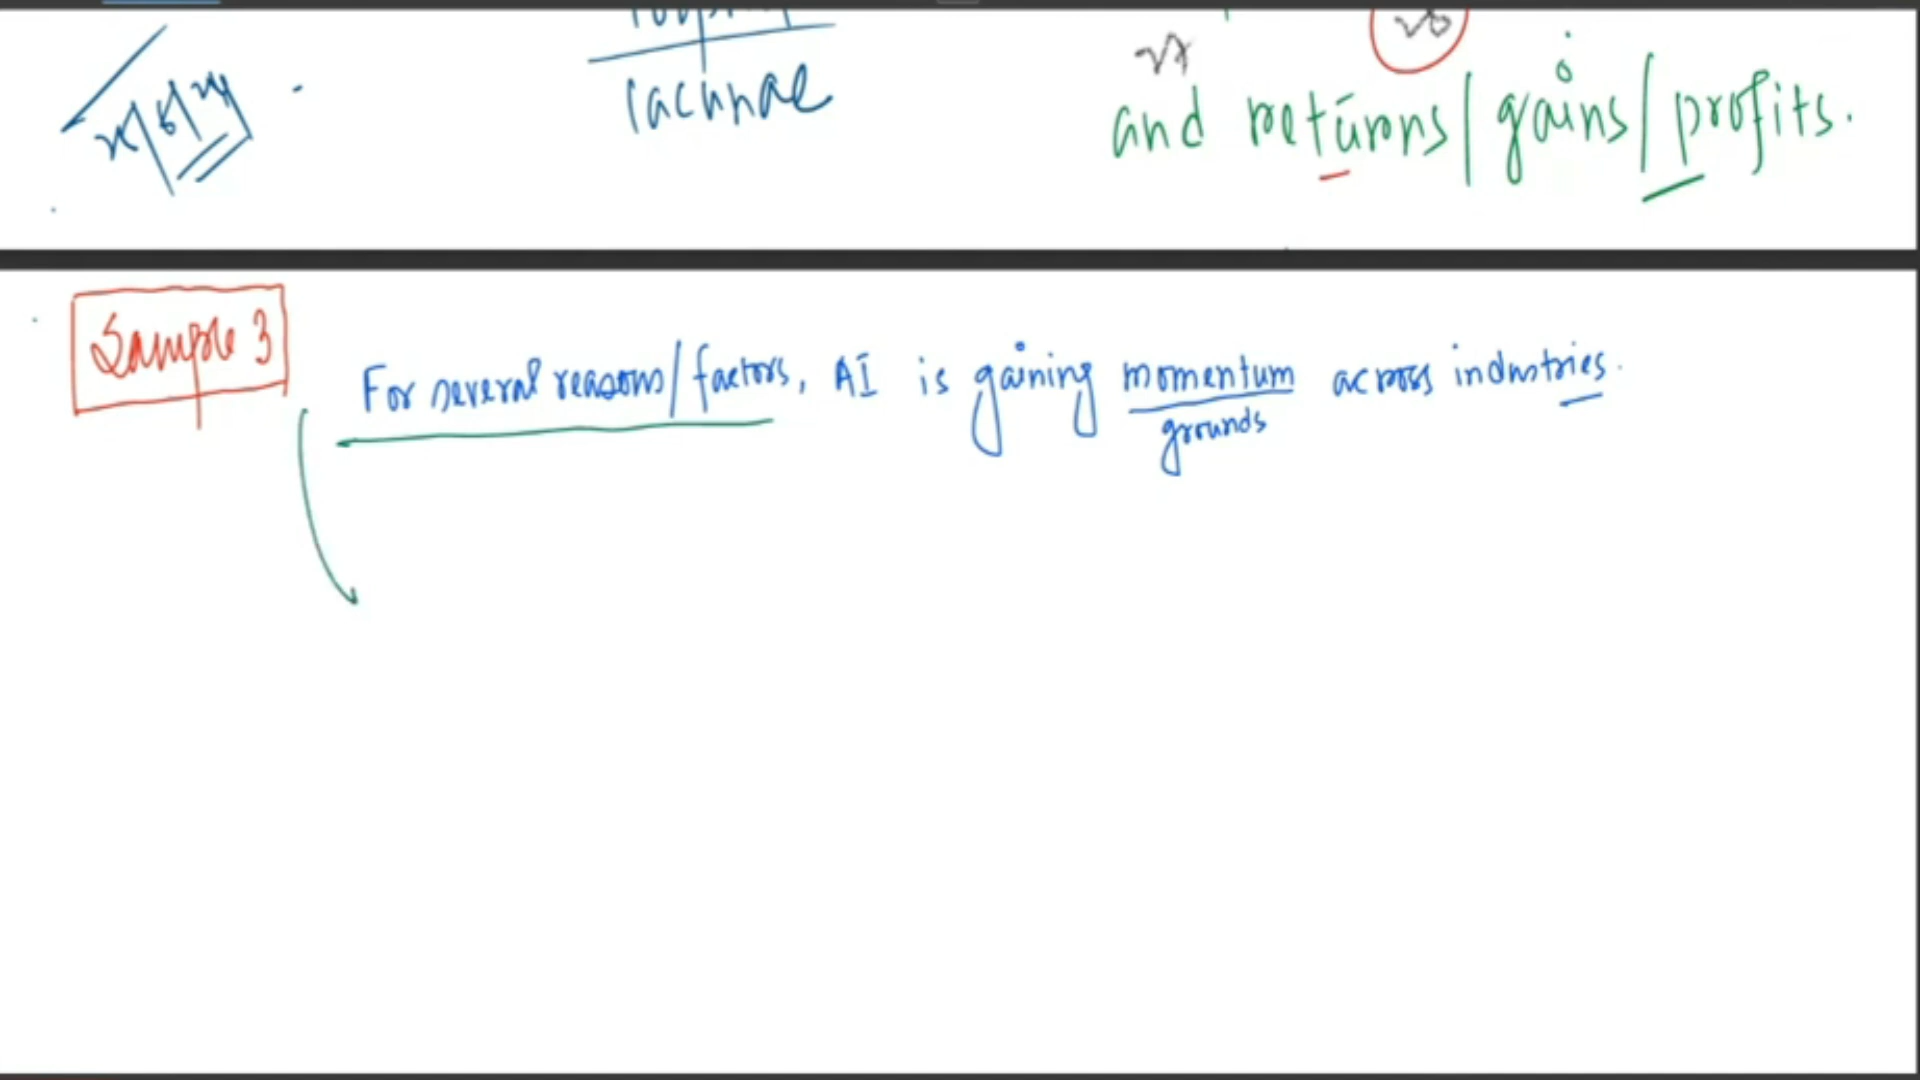 lacunae
and returns/gains/profits.
Sample 3
For several reasons/factors, AI is gaining momentum across industries.
grounds